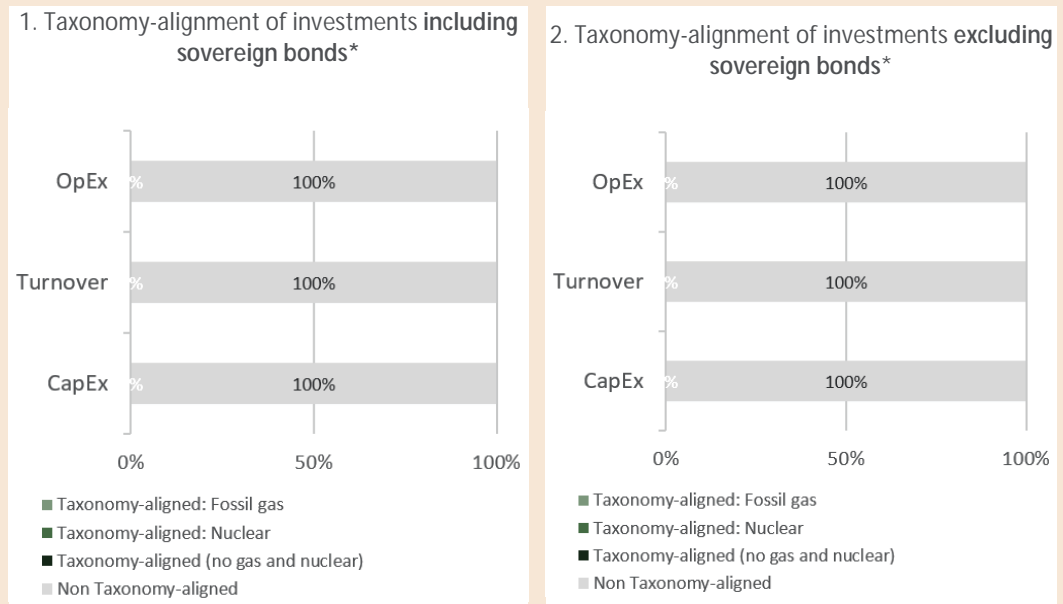 1. Taxonomy-alignment of investments including
sovereign bonds*
OpEx
%
100%
Turnover
%
100%
CapEx
%
100%
0%
50%
100%
Taxonomy-aligned: Fossil gas
Taxonomy-aligned: Nuclear
Taxonomy-aligned (no gas and nuclear)
Non Taxonomy-aligned
2. Taxonomy-alignment of investments excluding
sovereign bonds*
OpEx
%
100%
Turnover
%
100%
CapEx
%
100%
0%
50%
100%
Taxonomy-aligned: Fossil gas
Taxonomy-aligned: Nuclear
Taxonomy-aligned (no gas and nuclear)
Non Taxonomy-aligned